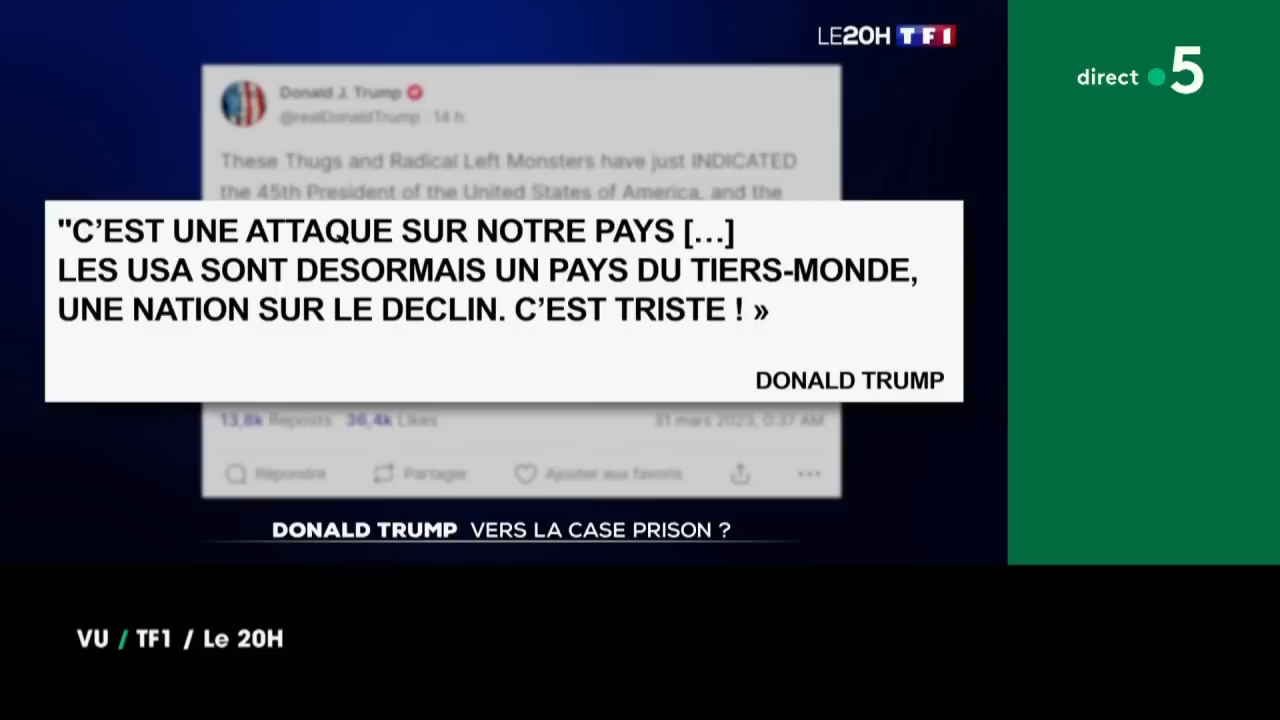 LE20H TF1
direct 5
Donald J. Trump
@realDonaldTrump · 14 h
These Thugs and Radical Left Monsters have just INDICATED
the 45th President of the United States of America, and the
"C’EST UNE ATTAQUE SUR NOTRE PAYS [...]
LES USA SONT DESORMAIS UN PAYS DU TIERS-MONDE,
UNE NATION SUR LE DECLIN. C’EST TRISTE ! »
DONALD TRUMP
13,8k Reposts 36,4k Likes 31 mars 2023, 0:37 AM
Répondre Partager Ajouter aux favoris
DONALD TRUMP VERS LA CASE PRISON ?
VU / TF1 / Le 20H